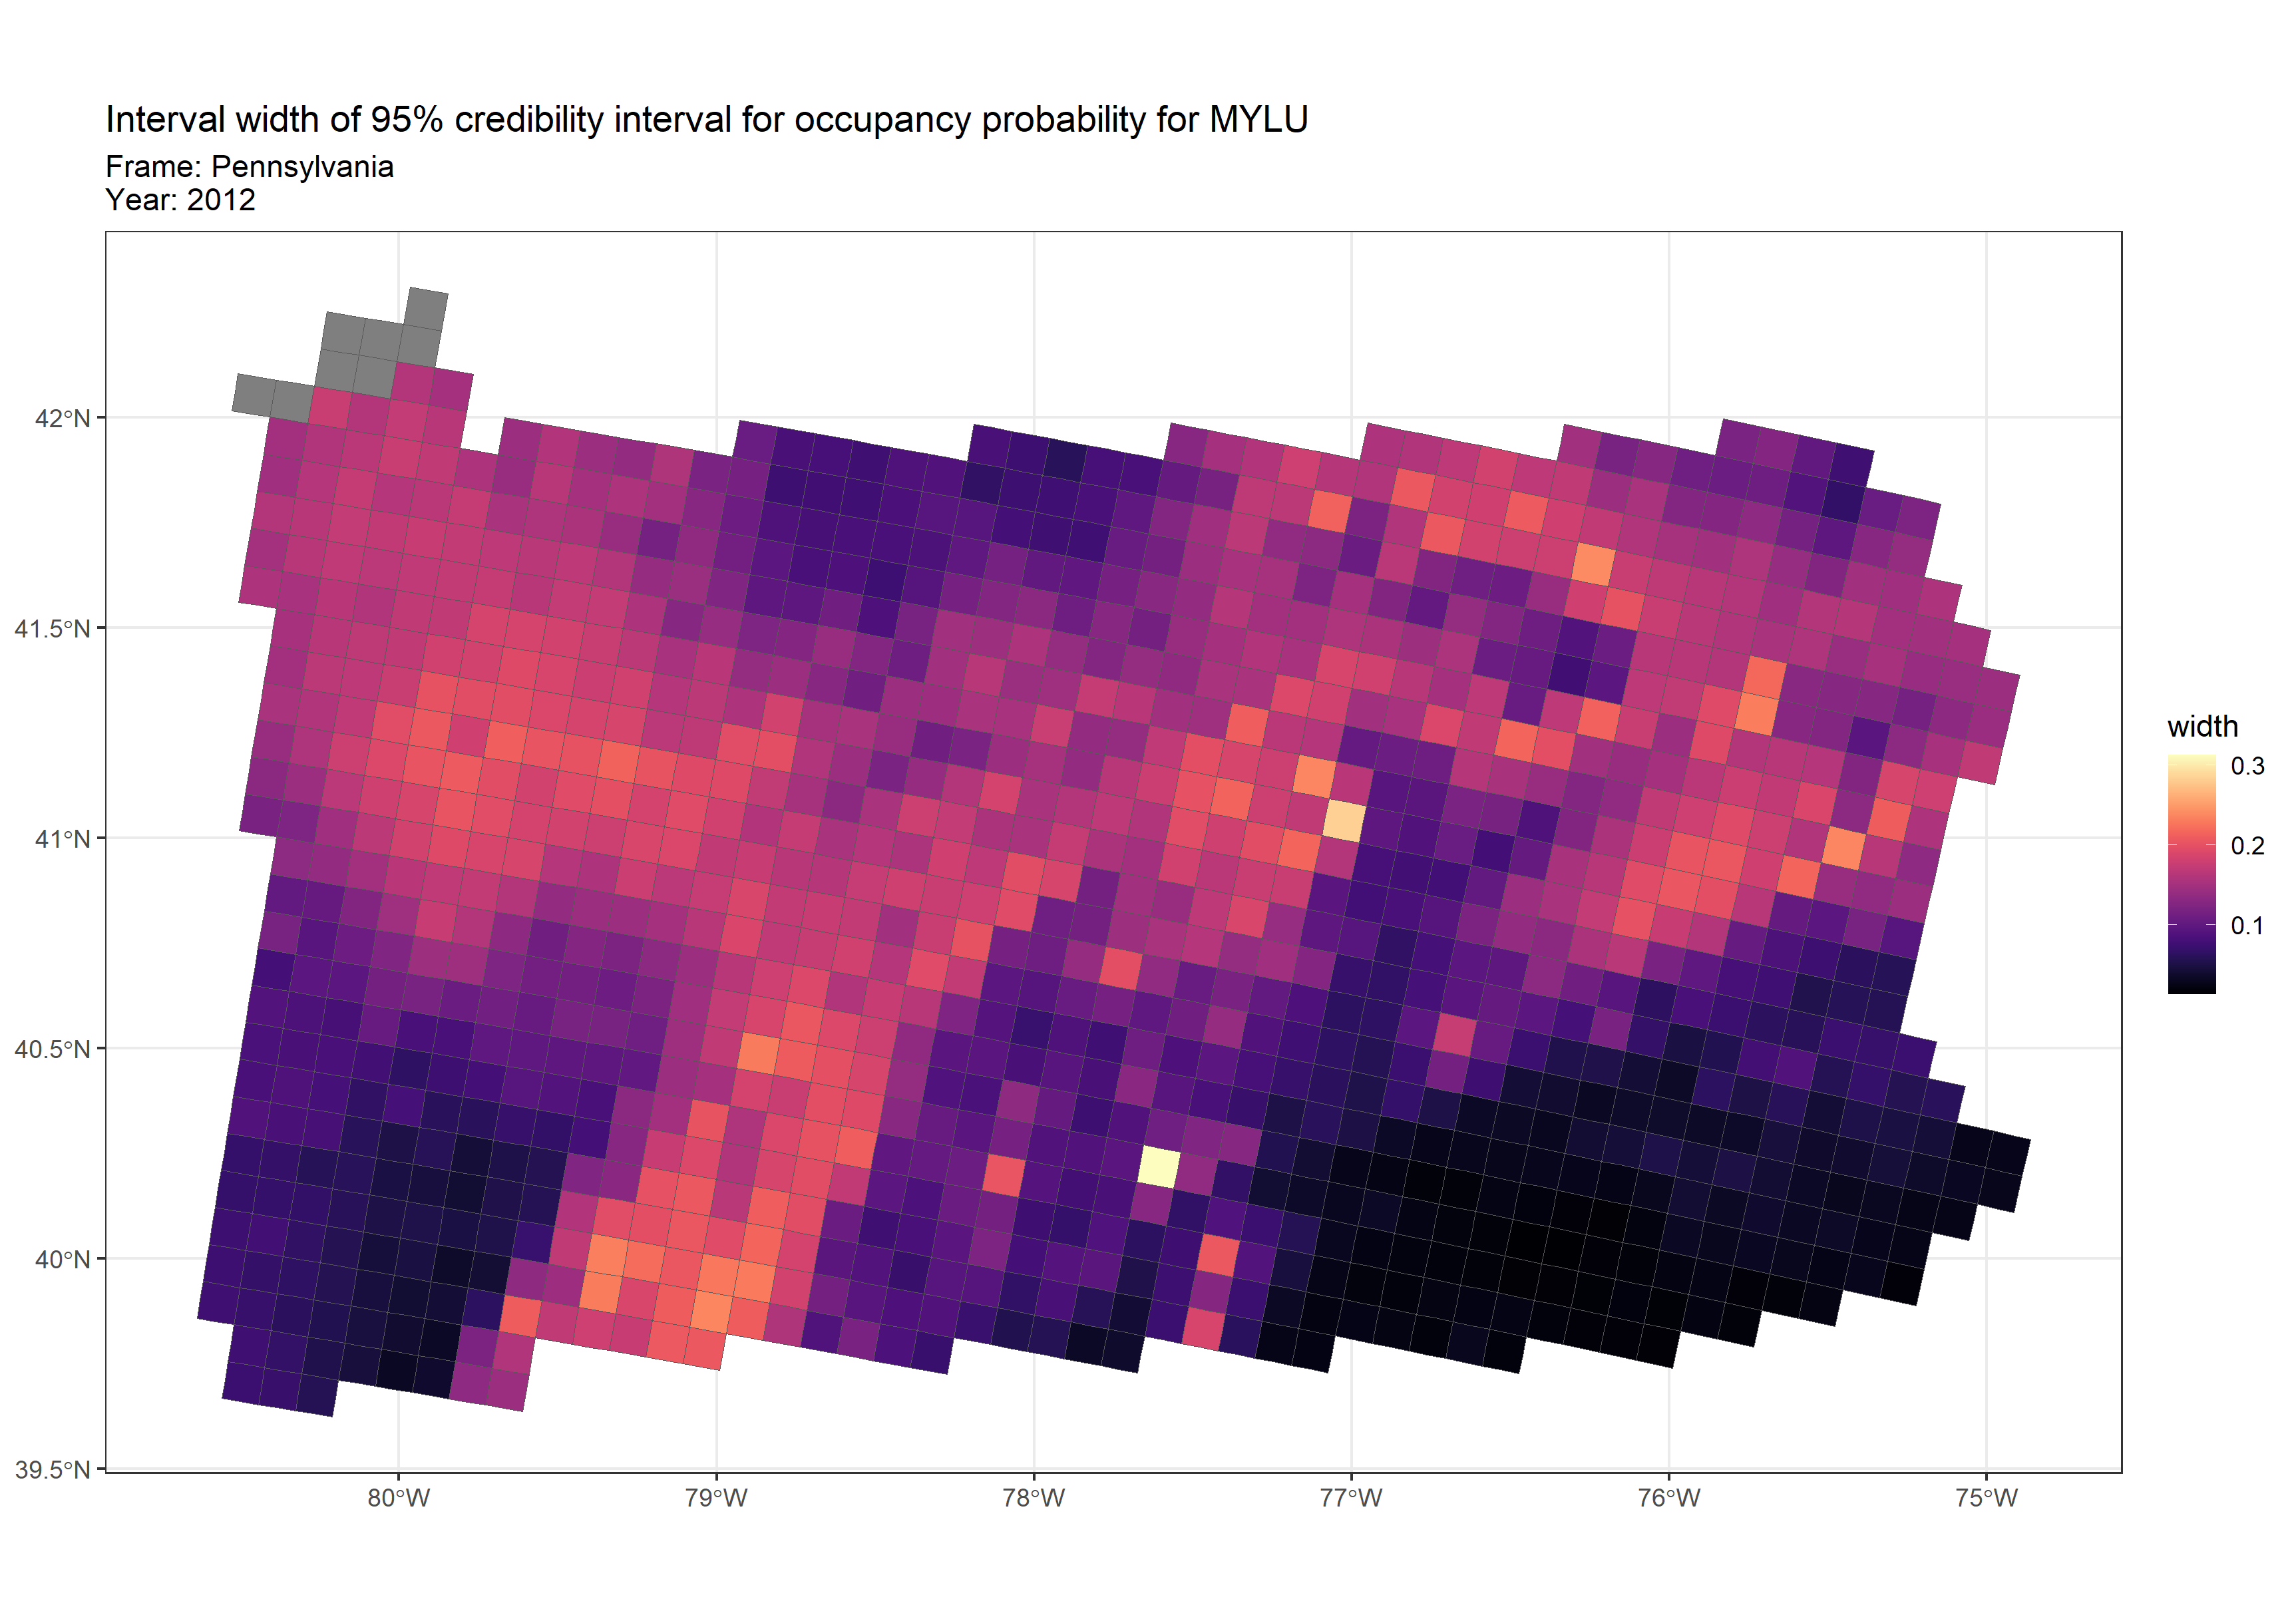 Interval width of 95% credibility interval for occupancy probability for MYLU
Frame: Pennsylvania
Year: 2012
42°N
41.5°N
41°N
40.5°N
40°N
39.5°N
80°W
79°W
78°W
77°W
76°W
75°W
width
0.3
0.2
0.1